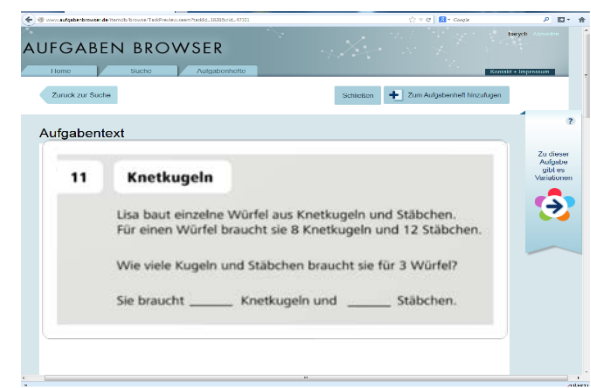 AUFGABEN BROWSER
Home Suche Aufgabenhefte
Kontakt + Impressum
Zurück zur Suche
Schließen
Zum Aufgabenheft hinzufügen
Aufgabentext
Zu dieser
Aufgabe
gibt es
Variationen
11 Knetkugeln
Lisa baut einzelne Würfel aus Knetkugeln und Stäbchen.
Für einen Würfel braucht sie 8 Knetkugeln und 12 Stäbchen.
Wie viele Kugeln und Stäbchen braucht sie für 3 Würfel?
Sie braucht ______ Knetkugeln und ______ Stäbchen.